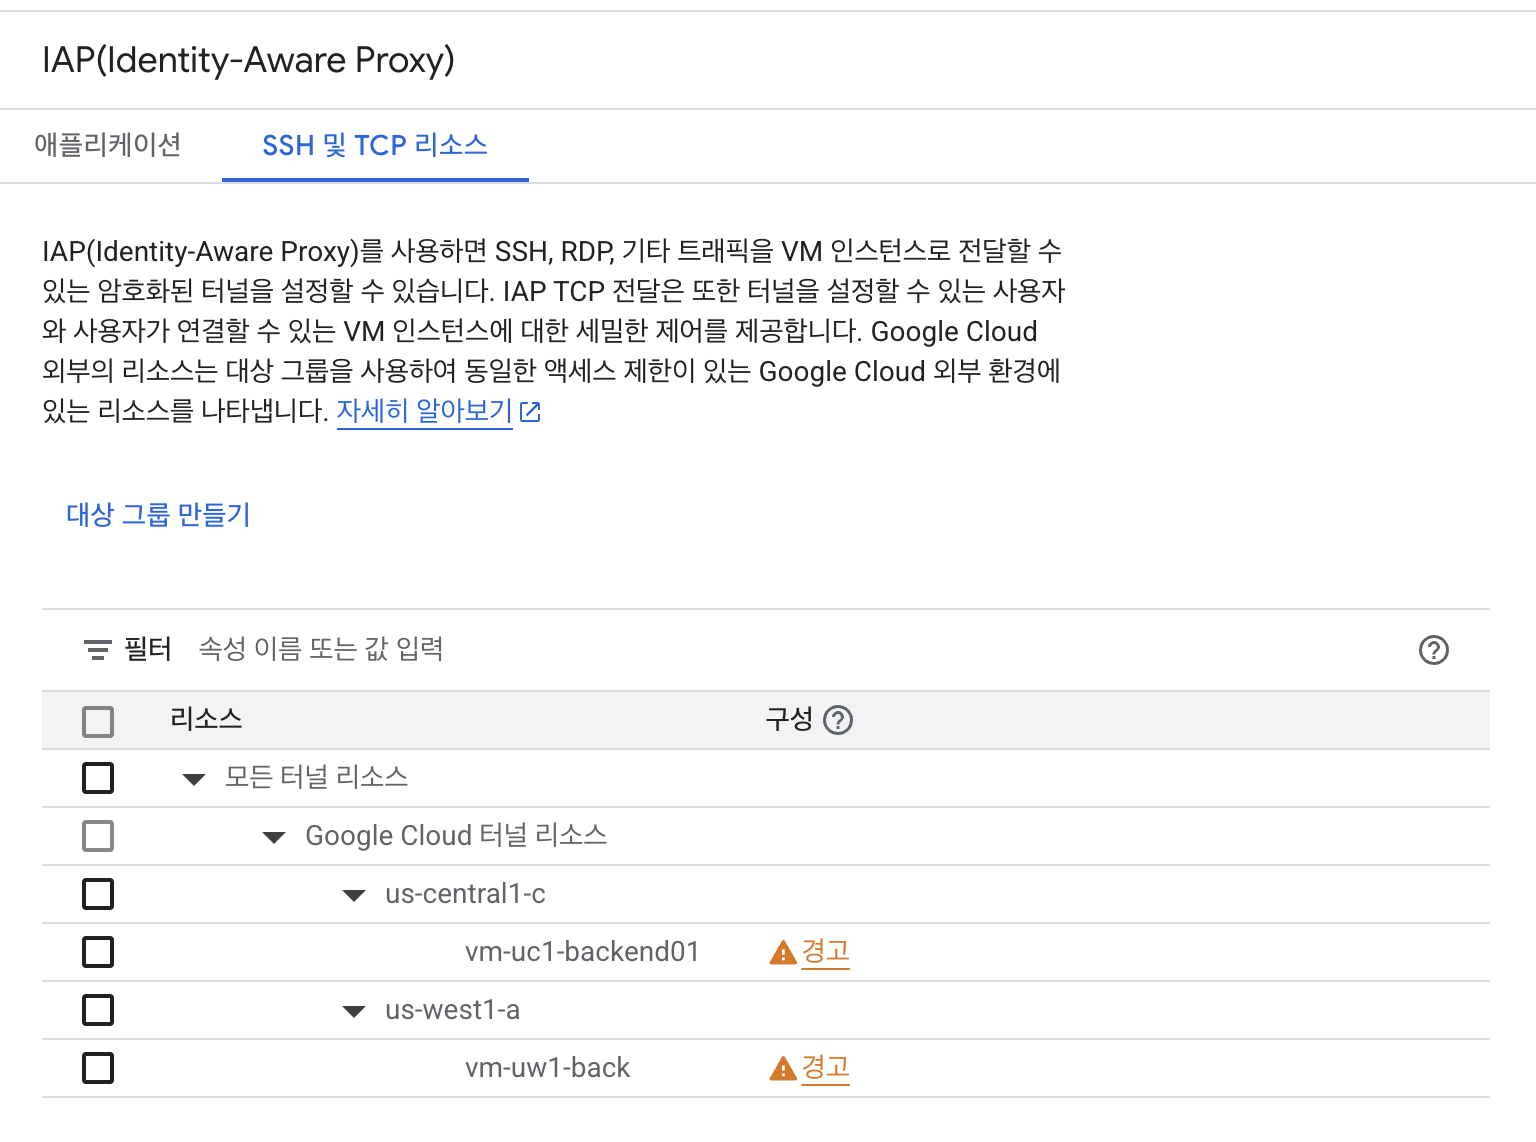 IAP(Identity-Aware Proxy)
애플리케이션
SSH 및 TCP 리소스
IAP(Identity-Aware Proxy)를 사용하면 SSH, RDP, 기타 트래픽을 VM 인스턴스로 전달할 수
있는 암호화된 터널을 설정할 수 있습니다. IAP TCP 전달은 또한 터널을 설정할 수 있는 사용자
와 사용자가 연결할 수 있는 VM 인스턴스에 대한 세밀한 제어를 제공합니다. Google Cloud
외부의 리소스는 대상 그룹을 사용하여 동일한 액세스 제한이 있는 Google Cloud 외부 환경에
있는 리소스를 나타냅니다. 자세히 알아보기
대상 그룹 만들기
필터 속성 이름 또는 값 입력
리소스 구성
모든 터널 리소스
Google Cloud 터널 리소스
us-central1-c
vm-uc1-backend01 경고
us-west1-a
vm-uw1-back 경고